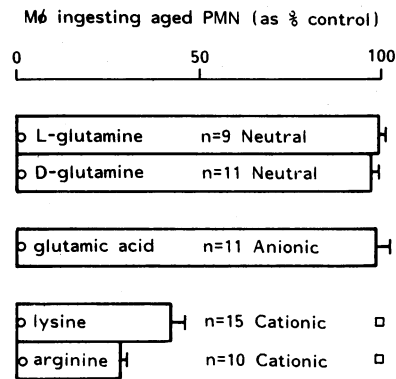 Mø ingesting aged PMN (as % control)
0 50 100
L-glutamine n=9 Neutral
D-glutamine n=11 Neutral
glutamic acid n=11 Anionic
lysine n=15 Cationic
arginine n=10 Cationic